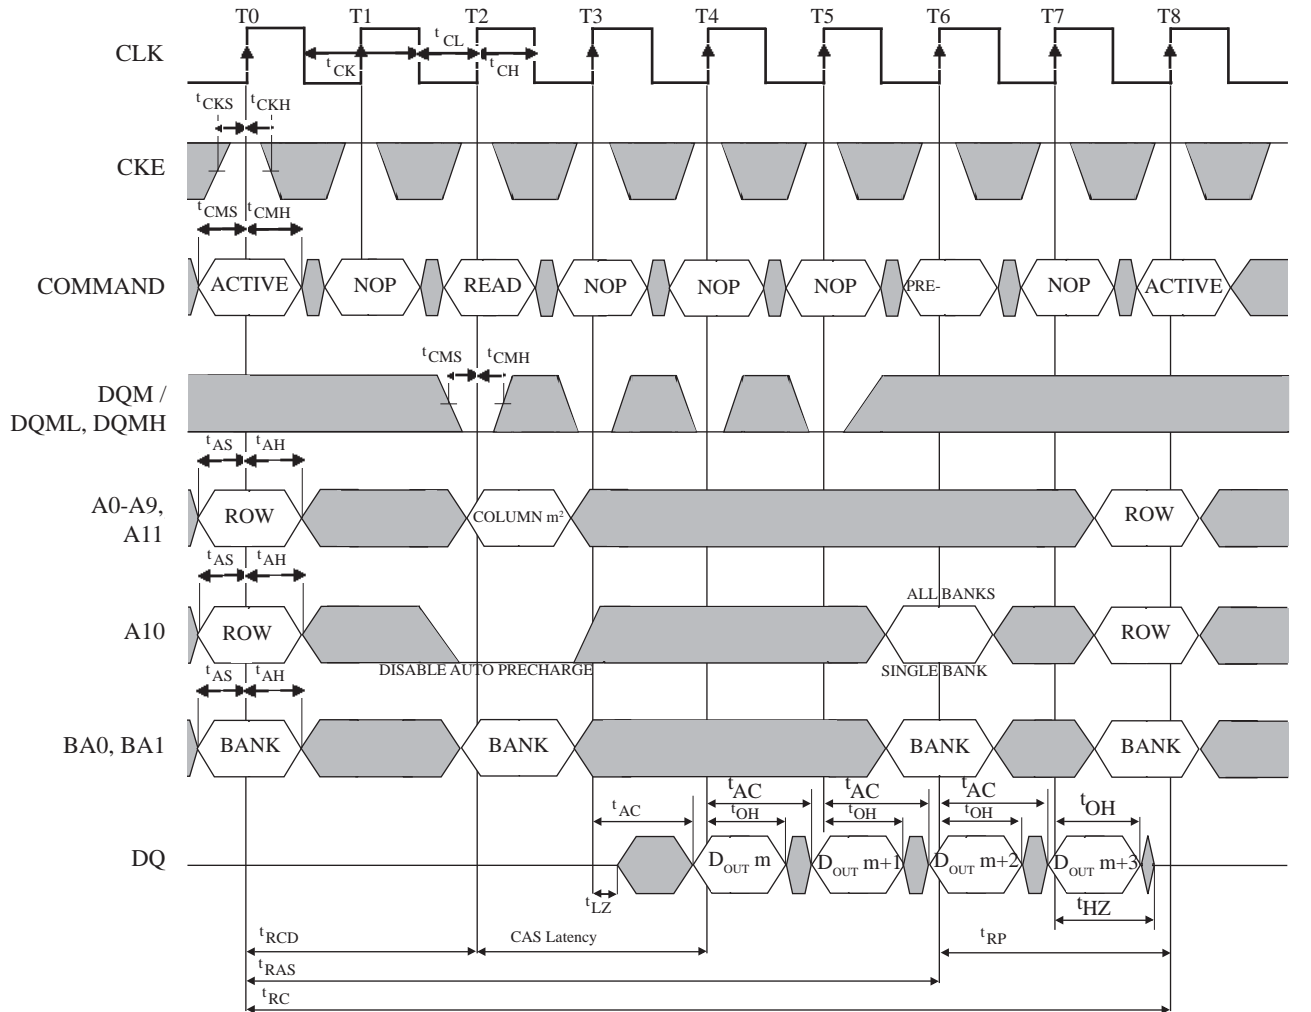 T0 T1 T2 T3 T4 T5 T6 T7 T8
CLK
tCK
tCL
tCH
tCKS tCKH
CKE
tCMS tCMH
COMMAND ACTIVE NOP READ NOP NOP NOP PRE- NOP ACTIVE
tCMS tCMH
DQM /
DQML, DQMH
tAS tAH
A0-A9,
A11
ROW COLUMN m² ROW
tAS tAH
ALL BANKS
A10 ROW ROW
DISABLE AUTO PRECHARGE SINGLE BANK
tAS tAH
BA0, BA1 BANK BANK BANK BANK
tAC tAC tAC tAC
tOH tOH tOH tOH
DQ DOUT m DOUT m+1 DOUT m+2 DOUT m+3
tLZ tHZ
tRCD CAS Latency tRP
tRAS
tRC